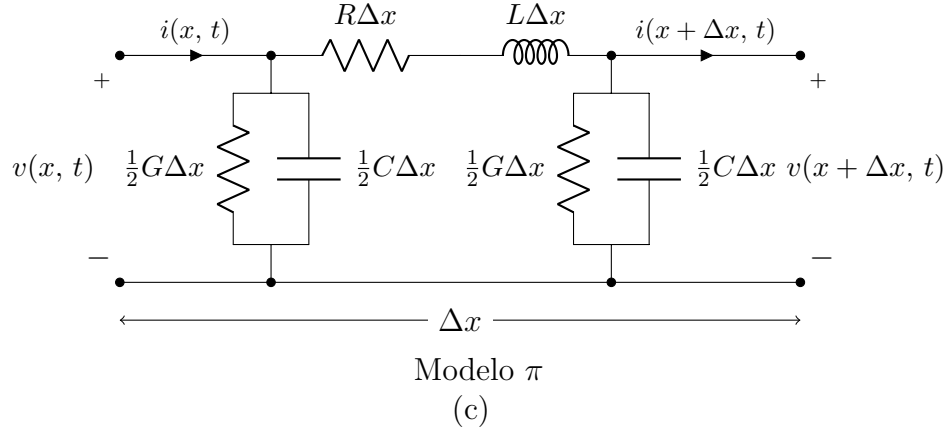 i(x, t) RΔx LΔx i(x + Δx, t)
+ +
v(x, t) ½GΔx ½CΔx ½GΔx ½CΔx v(x + Δx, t)
− −
Δx
Modelo π
(c)